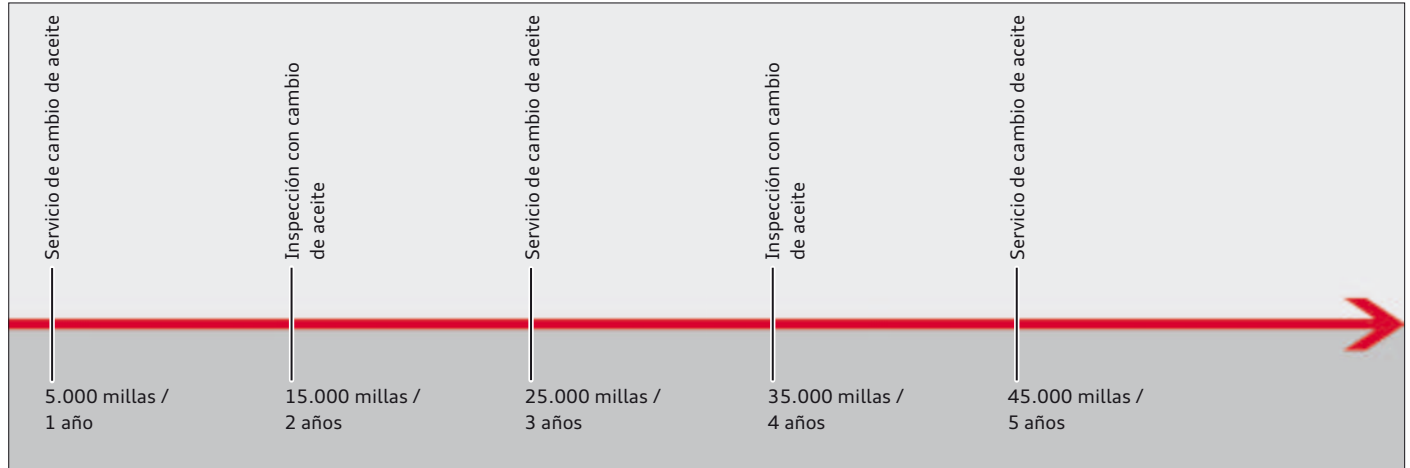 Servicio de cambio de aceite
Inspección con cambio
de aceite
Servicio de cambio de aceite
Inspección con cambio
de aceite
Servicio de cambio de aceite
5.000 millas /
1 año
15.000 millas /
2 años
25.000 millas /
3 años
35.000 millas /
4 años
45.000 millas /
5 años